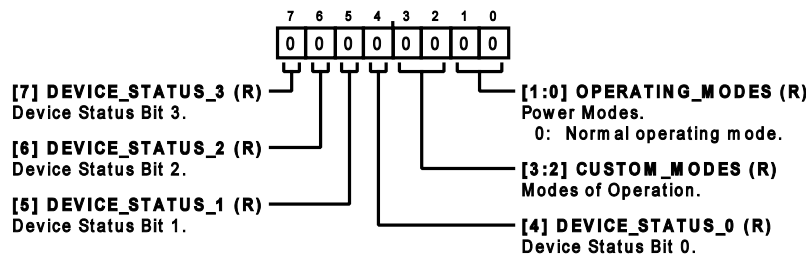 7 6 5 4 3 2 1 0
0 0 0 0 0 0 0 0
[7] DEVICE_STATUS_3 (R)
Device Status Bit 3.
[6] DEVICE_STATUS_2 (R)
Device Status Bit 2.
[5] DEVICE_STATUS_1 (R)
Device Status Bit 1.
[1:0] OPERATING_MODES (R)
Power Modes.
0: Normal operating mode.
[3:2] CUSTOM_MODES (R)
Modes of Operation.
[4] DEVICE_STATUS_0 (R)
Device Status Bit 0.